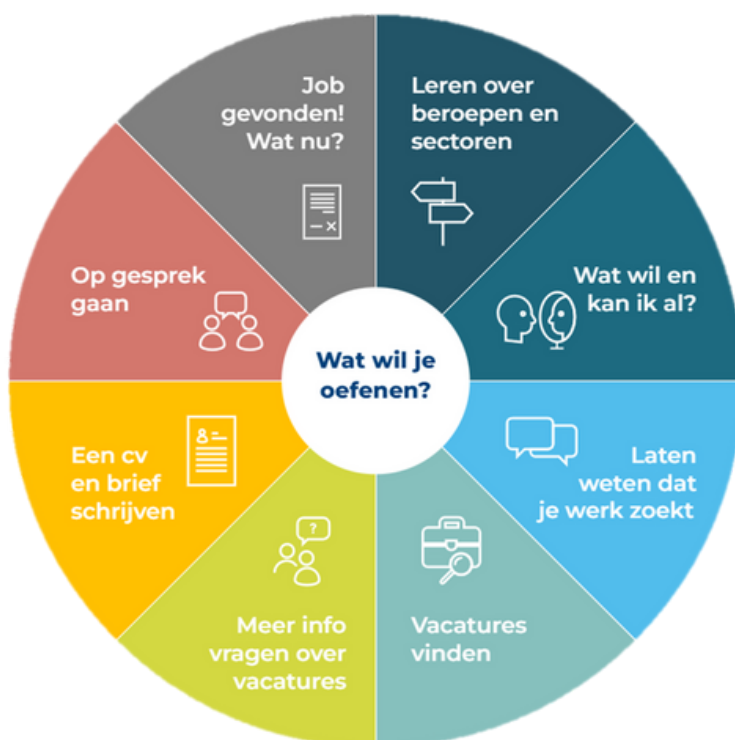 Job
gevonden!
Wat nu?
Leren over
beroepen en
sectoren
Wat wil en
kan ik al?
Laten
weten dat
je werk zoekt
Vacatures
vinden
Meer info
vragen over
vacatures
Een cv
en brief
schrijven
Op gesprek
gaan
Wat wil je
oefenen?
?